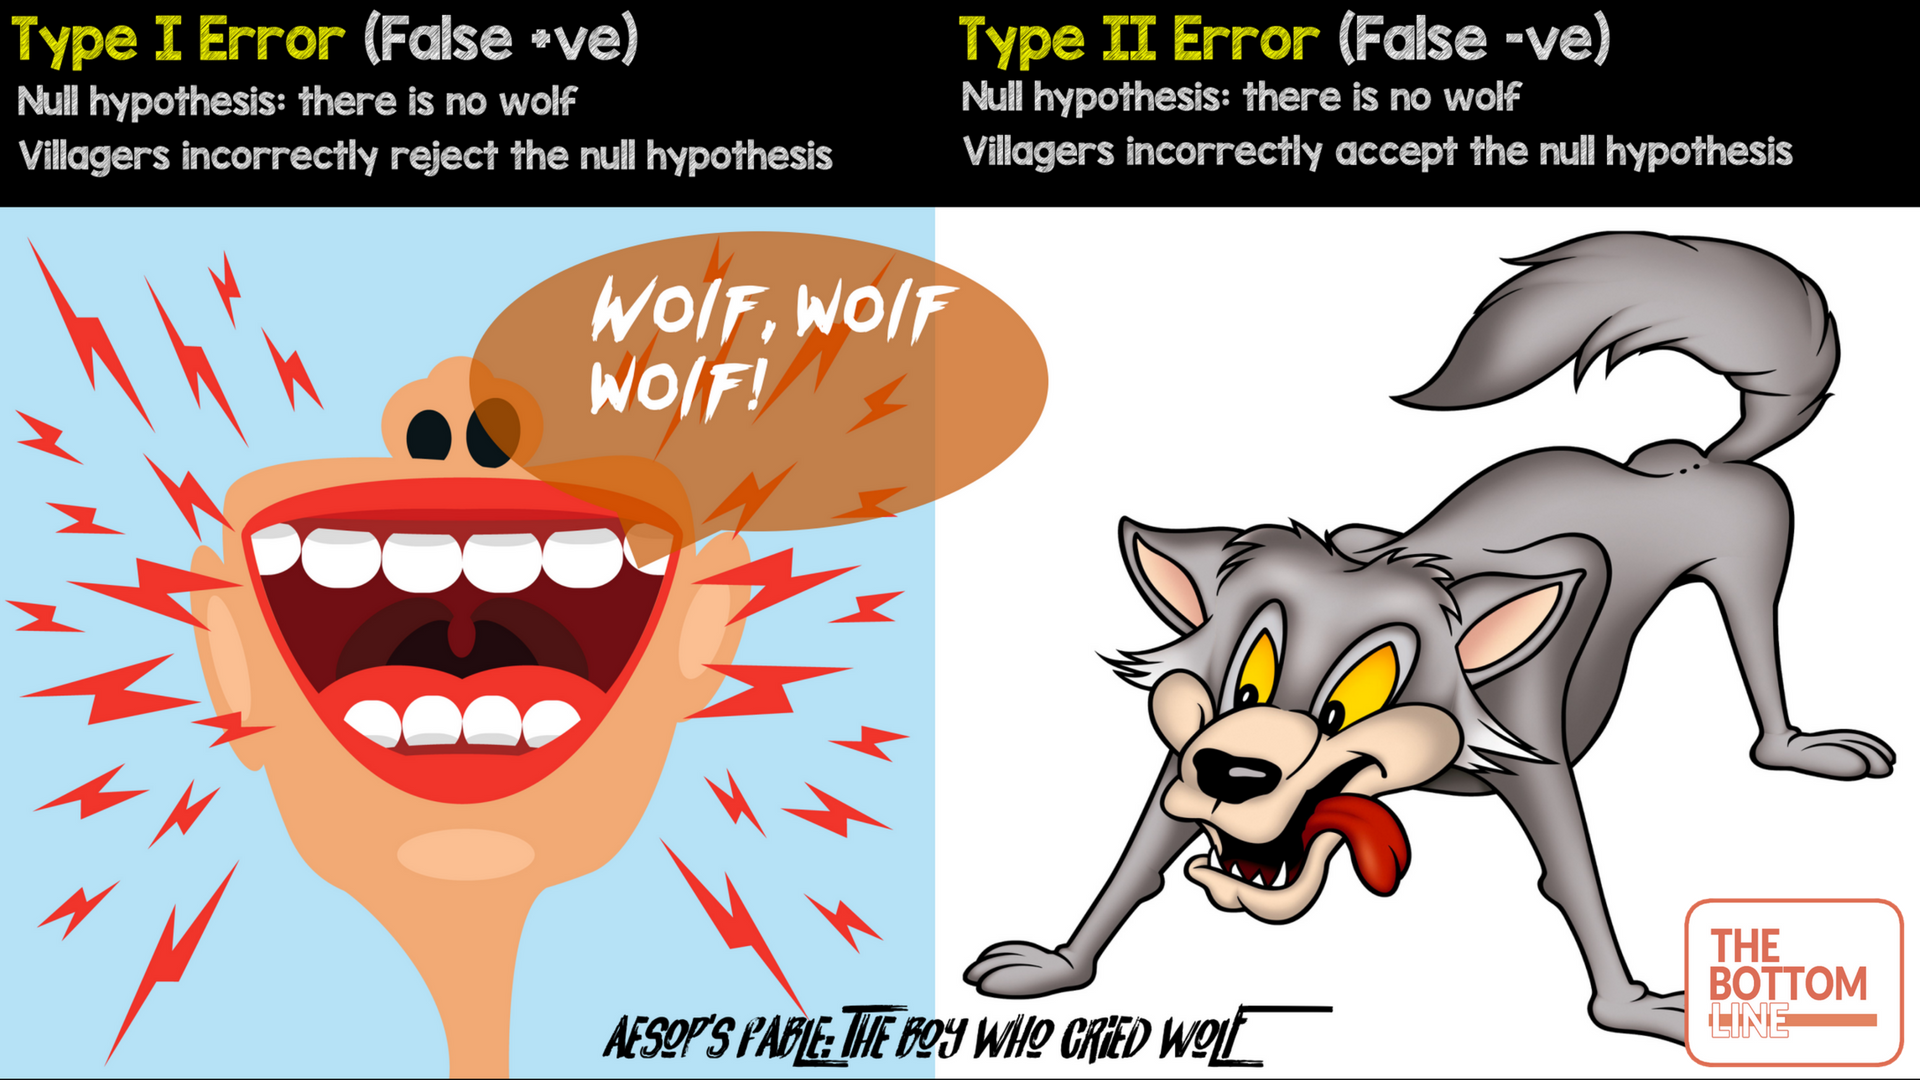 Type I Error (False +ve)
Null hypothesis: there is no wolf
Villagers incorrectly reject the null hypothesis
Type II Error (False -ve)
Null hypothesis: there is no wolf
Villagers incorrectly accept the null hypothesis
WOLF, WOLF
WOLF!
AESOP'S FABLE: THE BOY WHO CRIED WOLF
THE
BOTTOM
LINE